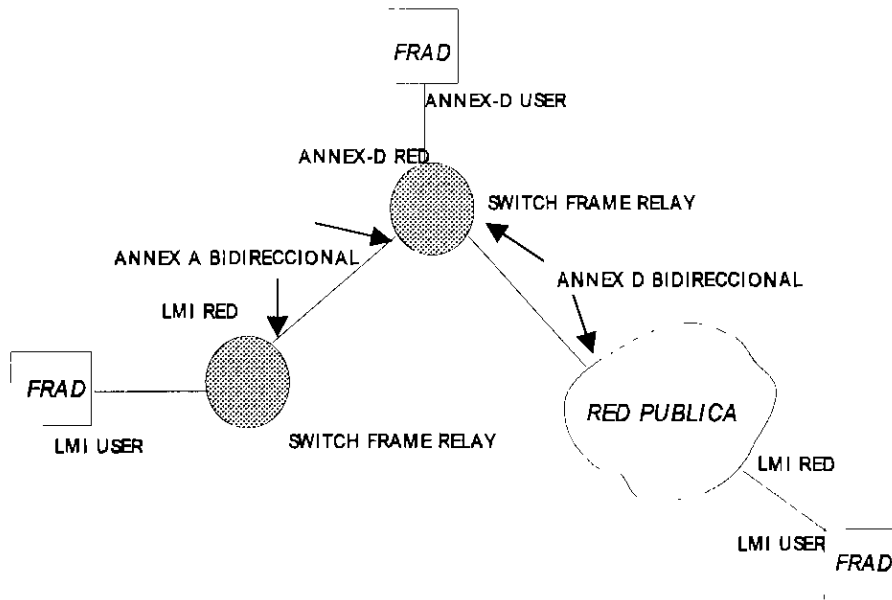 FRAD
ANNEX-D USER
ANNEX-D RED
SWITCH FRAME RELAY
ANNEX A BIDIRECCIONAL
ANNEX D BIDIRECCIONAL
LMI RED
FRAD
RED PUBLICA
LMI USER
SWITCH FRAME RELAY
LMI RED
LMI USER
FRAD